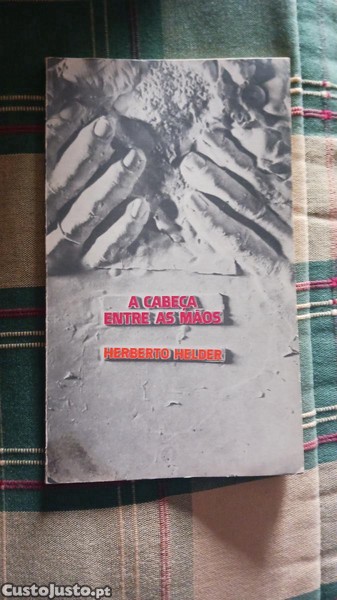 A CABEÇA
ENTRE AS MÃOS
HERBERTO HELDER
CustoJusto.pt